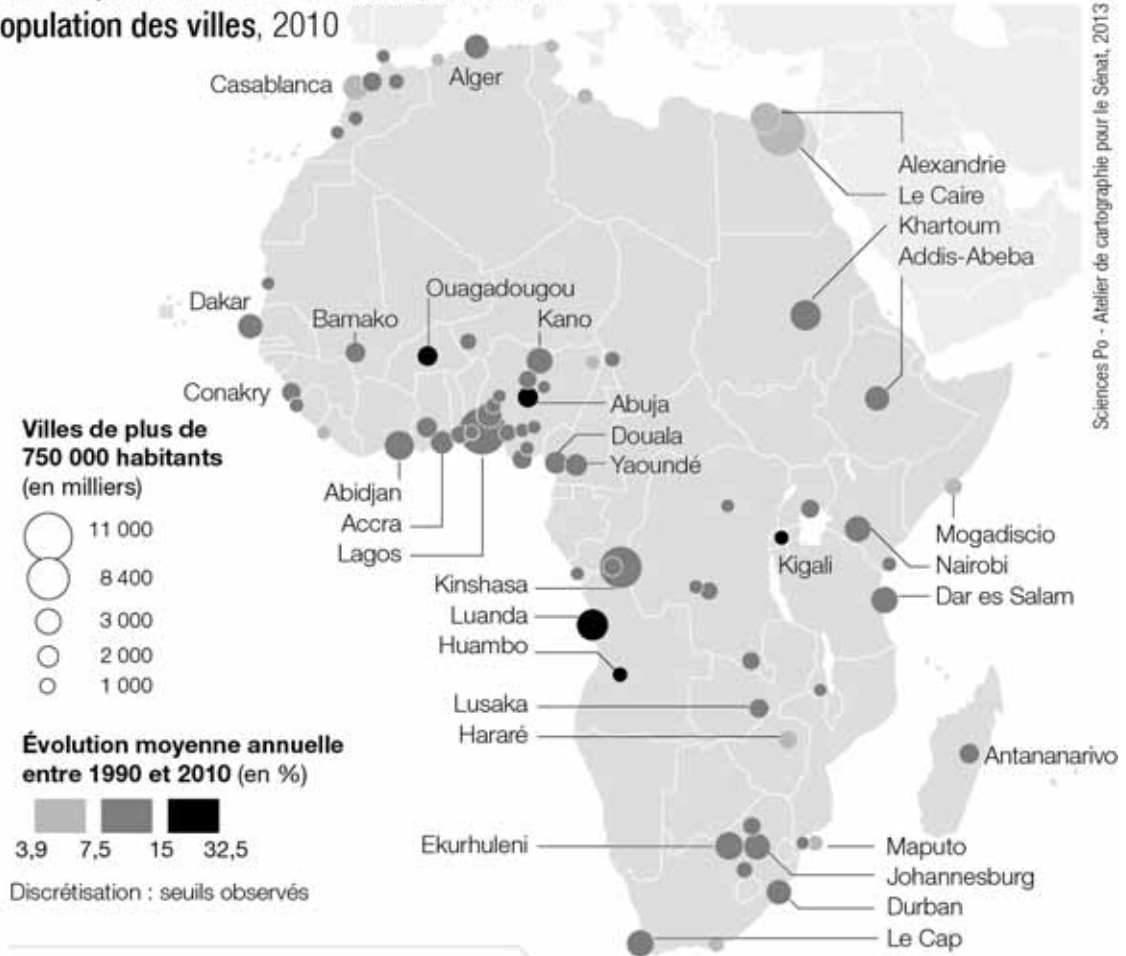 opulation des villes, 2010
Sciences Po - Atelier de cartographie pour le Sénat, 2013
Casablanca
Alger
Alexandrie
Le Caire
Khartoum
Addis-Abeba
Dakar
Bamako
Ouagadougou
Kano
Conakry
Abuja
Douala
Yaoundé
Abidjan
Accra
Lagos
Villes de plus de
750 000 habitants
(en milliers)
11 000
8 400
3 000
2 000
1 000
Mogadiscio
Kigali
Nairobi
Dar es Salam
Kinshasa
Luanda
Huambo
Lusaka
Hararé
Antananarivo
Évolution moyenne annuelle
entre 1990 et 2010 (en %)
3,9 7,5 15 32,5
Discrétisation : seuils observés
Ekurhuleni
Maputo
Johannesburg
Durban
Le Cap